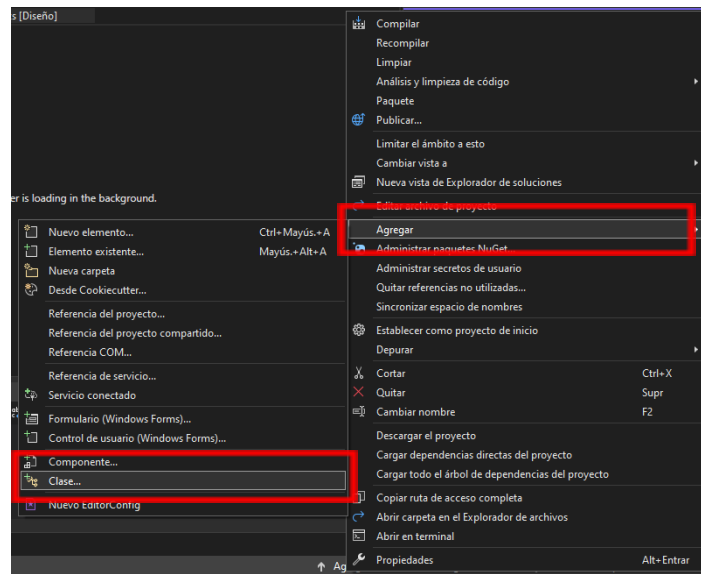 s [Diseño]
er is loading in the background.
Compilar
Recompilar
Limpiar
Análisis y limpieza de código
Paquete
Publicar...
Limitar el ámbito a esto
Cambiar vista a
Nueva vista de Explorador de soluciones
Editar archivo de proyecto
Agregar
Administrar paquetes NuGet...
Administrar secretos de usuario
Quitar referencias no utilizadas...
Sincronizar espacio de nombres
Establecer como proyecto de inicio
Depurar
Cortar Ctrl+X
Quitar Supr
Cambiar nombre F2
Descargar el proyecto
Cargar dependencias directas del proyecto
Cargar todo el árbol de dependencias del proyecto
Copiar ruta de acceso completa
Abrir carpeta en el Explorador de archivos
Abrir en terminal
Propiedades Alt+Entrar
Nuevo elemento... Ctrl+Mayús.+A
Elemento existente... Mayús.+Alt+A
Nueva carpeta
Desde Cookiecutter...
Referencia del proyecto...
Referencia del proyecto compartido...
Referencia COM...
Referencia de servicio...
Servicio conectado
Formulario (Windows Forms)...
Control de usuario (Windows Forms)...
Componente...
Clase...
Nuevo EditorConfig
Ag